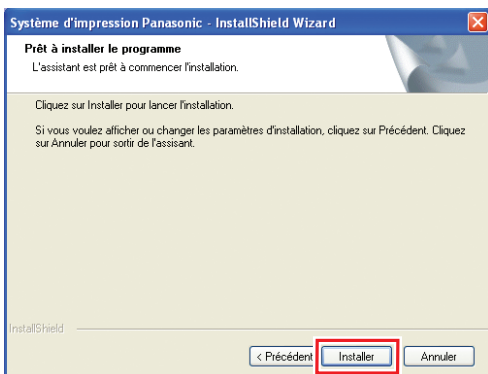 Système d'impression Panasonic - InstallShield Wizard
Prêt à installer le programme
L'assistant est prêt à commencer l'installation.
Cliquez sur Installer pour lancer l'installation.
Si vous voulez afficher ou changer les paramètres d'installation, cliquez sur Précédent. Cliquez
sur Annuler pour sortir de l'assisant.
InstallShield
< Précédent Installer Annuler